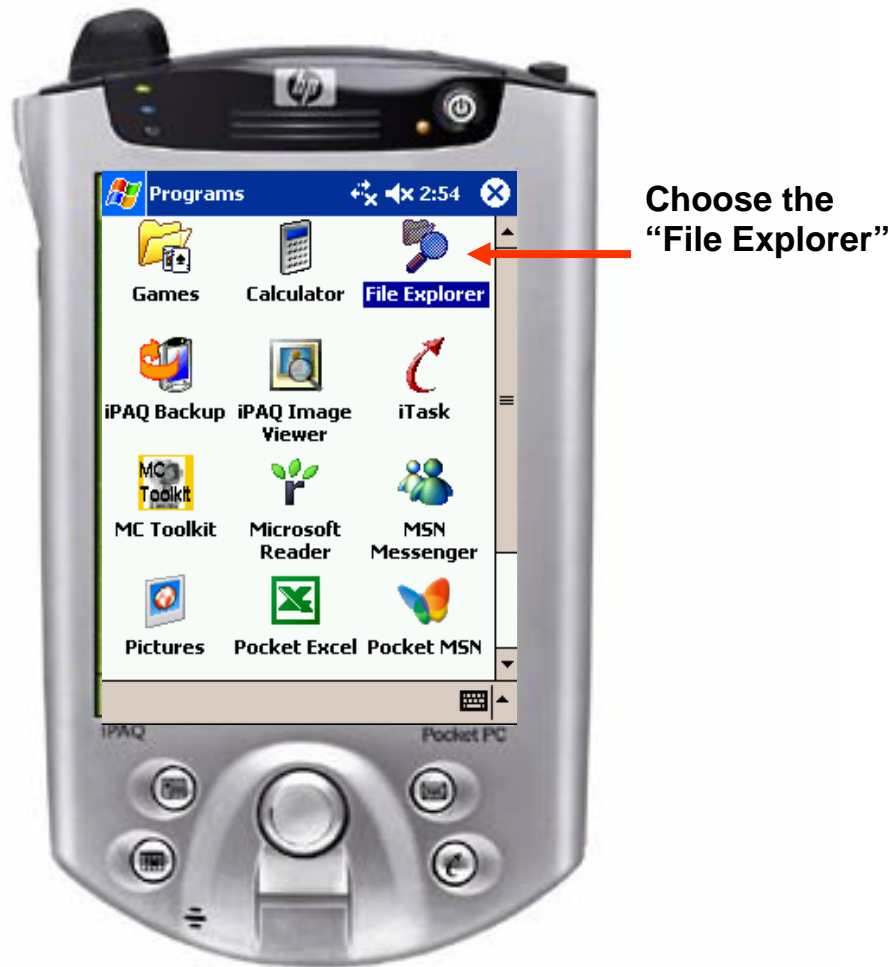 hp
Programs 2:54
Choose the
“File Explorer”
Games Calculator File Explorer
iPAQ Backup iPAQ Image
Viewer iTask
MC
Toolkit
MC Toolkit Microsoft
Reader MSN
Messenger
Pictures Pocket Excel Pocket MSN
iPAQ Pocket PC